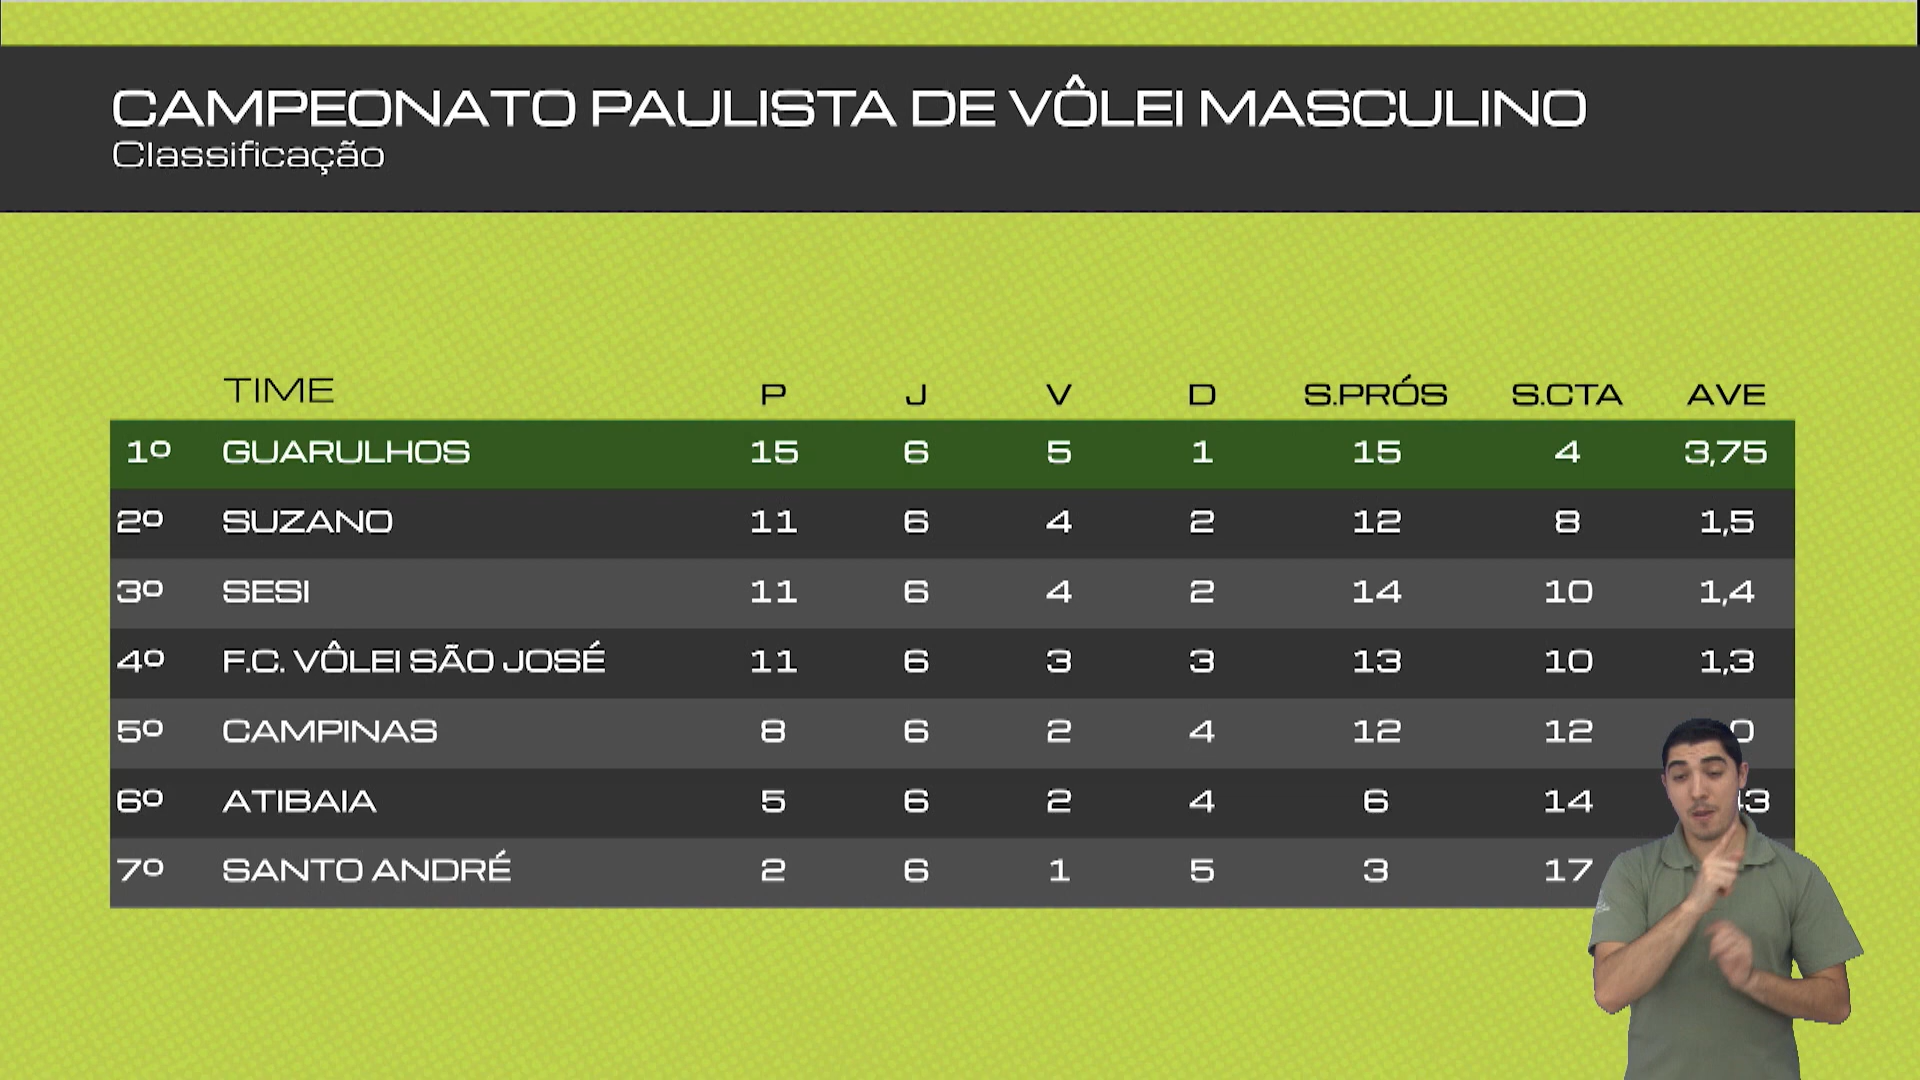 CAMPEONATO PAULISTA DE VÔLEI MASCULINO
Classificação
TIME P J V D S.PRÓS S.CTA AVE
1º GUARULHOS 15 6 5 1 15 4 3,75
2º SUZANO 11 6 4 2 12 8 1,5
3º SESI 11 6 4 2 14 10 1,4
4º F.C. VÔLEI SÃO JOSÉ 11 6 3 3 13 10 1,3
5º CAMPINAS 8 6 2 4 12 12
6º ATIBAIA 5 6 2 4 6 14
7º SANTO ANDRÉ 2 6 1 5 3 17